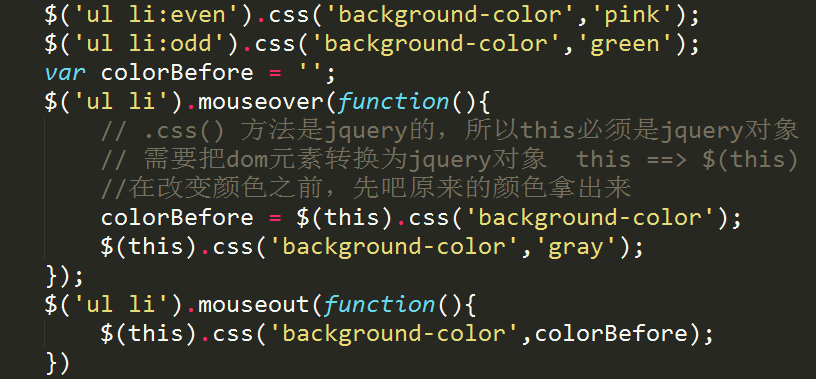 $('ul li:even').css('background-color','pink');
$('ul li:odd').css('background-color','green');
var colorBefore = '';
$('ul li').mouseover(function(){
    // .css() 方法是jquery的，所以this必须是jquery对象
    // 需要把dom元素转换为jquery对象  this ==> $(this)
    //在改变颜色之前，先吧原来的颜色拿出来
    colorBefore = $(this).css('background-color');
    $(this).css('background-color','gray');
});
$('ul li').mouseout(function(){
    $(this).css('background-color',colorBefore);
})